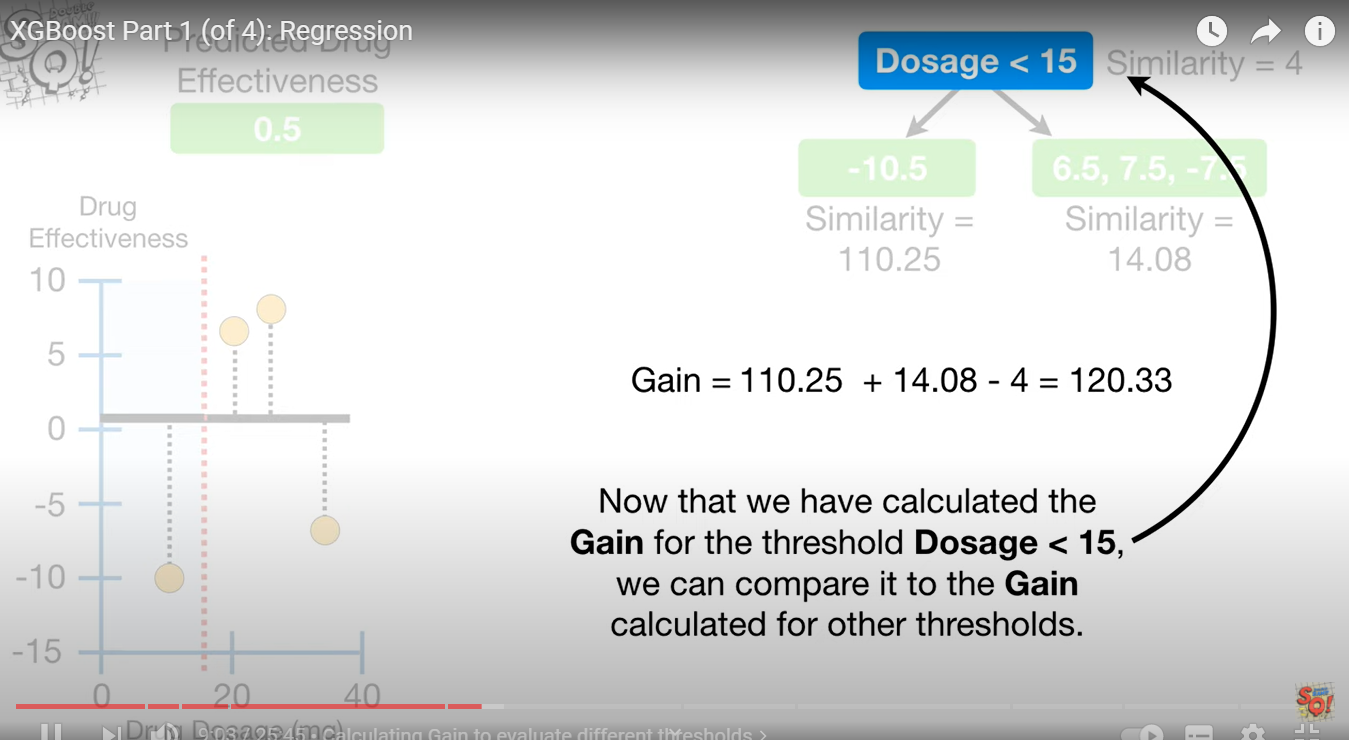 XGBoost Part 1 (of 4): Regression
Predicted Drug
Effectiveness
0.5
Dosage < 15
Similarity = 4
-10.5
6.5, 7.5, -7.5
Similarity =
110.25
Similarity =
14.08
Drug
Effectiveness
10
5
0
-5
-10
-15
0
20
40
Drug Dosage (mg)
Gain = 110.25 + 14.08 - 4 = 120.33
Now that we have calculated the
Gain for the threshold Dosage < 15,
we can compare it to the Gain
calculated for other thresholds.
9:03 / 25:45 • Calculating Gain to evaluate different thresholds >
SQ!
SQ!